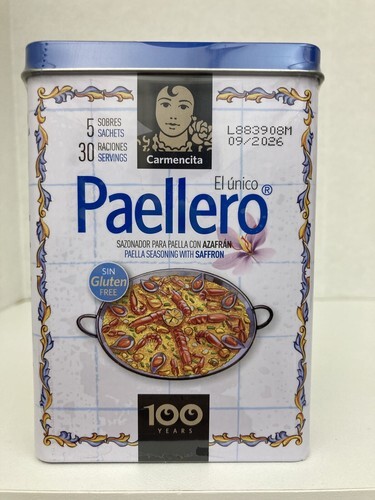 5 SOBRES
SACHETS
30 RACIONES
SERVINGS
Carmencita
L883908M
09/2026
El único
Paellero®
SAZONADOR PARA PAELLA CON AZAFRÁN
PAELLA SEASONING WITH SAFFRON
SIN
Gluten
FREE
100
YEARS